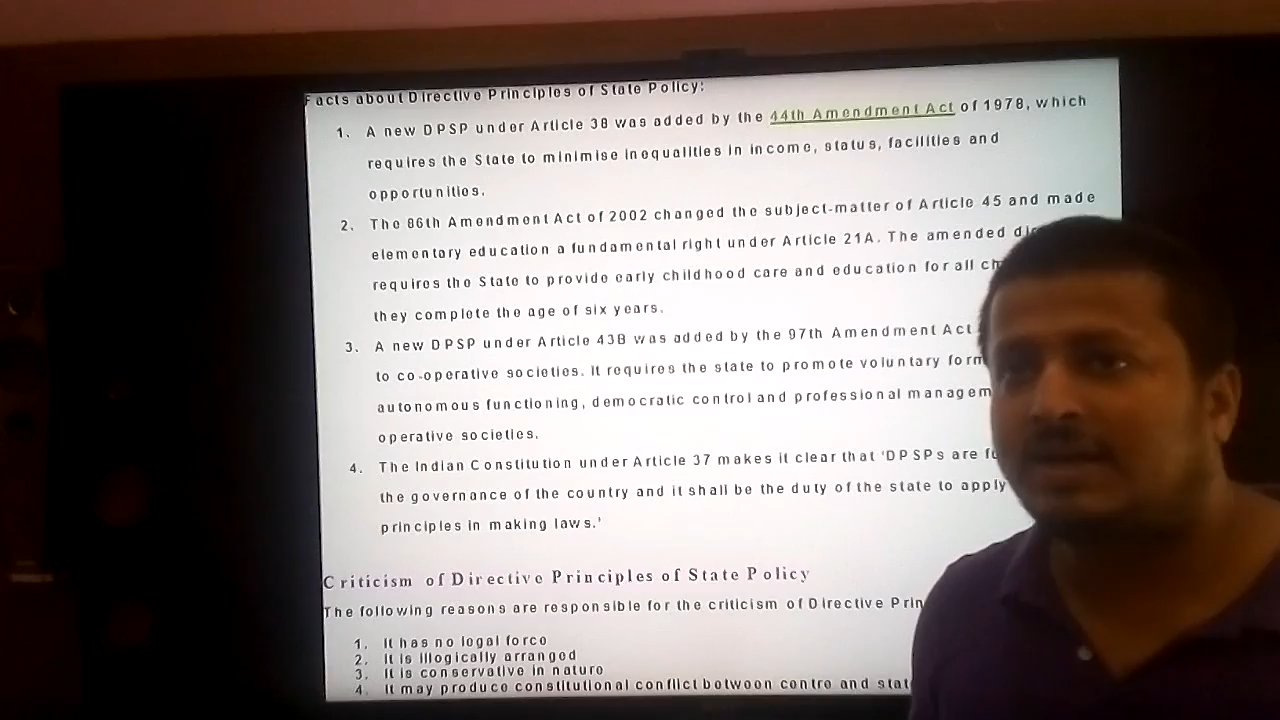 Facts about Directive Principles of State Policy:
1. A new DPSP under Article 38 was added by the 44th Amendment Act of 1978, which
requires the State to minimise inequalities in income, status, facilities and
opportunities.
2. The 86th Amendment Act of 2002 changed the subject-matter of Article 45 and made
elementary education a fundamental right under Article 21A. The amended
requires the State to provide early childhood care and education for all
they complete the age of six years.
3. A new DPSP under Article 43B was added by the 97th Amendment Act
to co-operative societies. It requires the state to promote voluntary
autonomous functioning, democratic control and professional
operative societies.
4. The Indian Constitution under Article 37 makes it clear that 'DPSPs are
the governance of the country and it shall be the duty of the state to apply
principles in making laws.'
Criticism of Directive Principles of State Policy
The following reasons are responsible for the criticism of Directive
1. It has no legal force
2. It is illogically arranged
3. It is conservative in nature
4. It may produce constitutional conflict between centre and